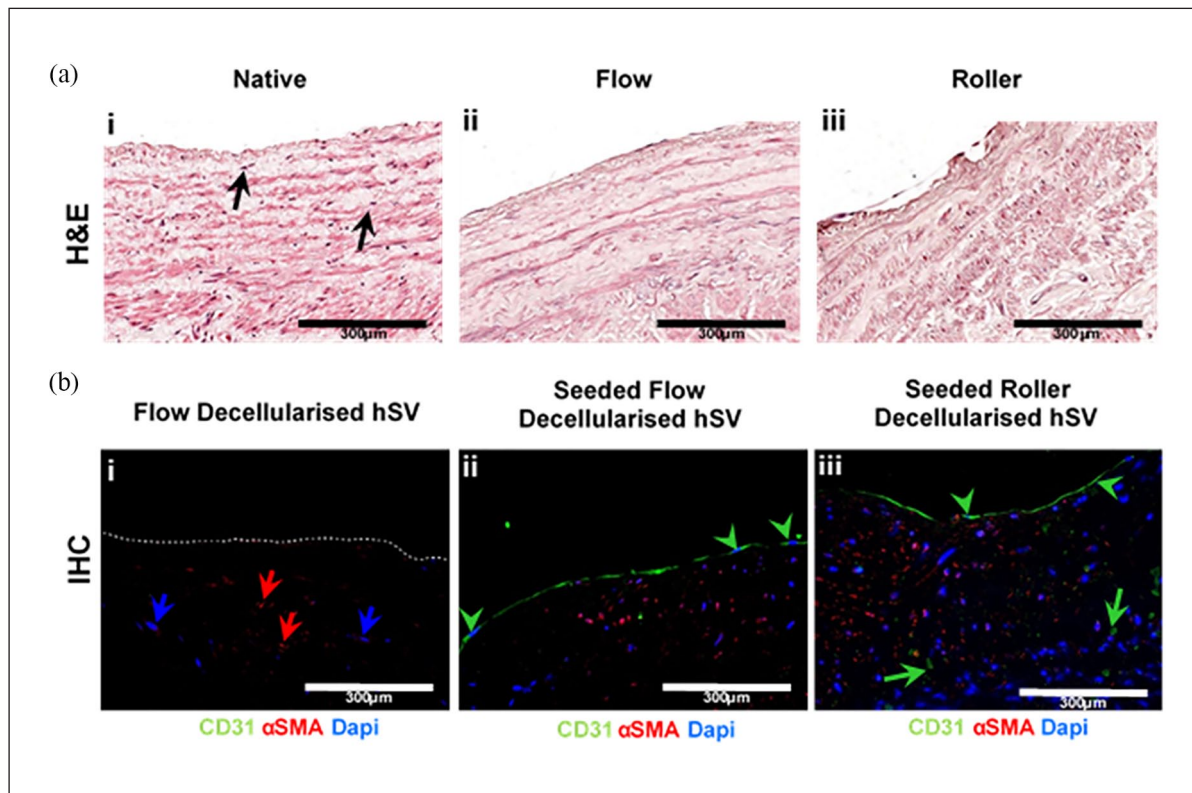 (a)
Native
Flow
Roller
H&E
i
ii
iii
300µm
300µm
300µm
(b)
Flow Decellularised hSV
Seeded Flow
Decellularised hSV
Seeded Roller
Decellularised hSV
IHC
i
ii
iii
300µm
300µm
300µm
CD31 αSMA Dapi
CD31 αSMA Dapi
CD31 αSMA Dapi